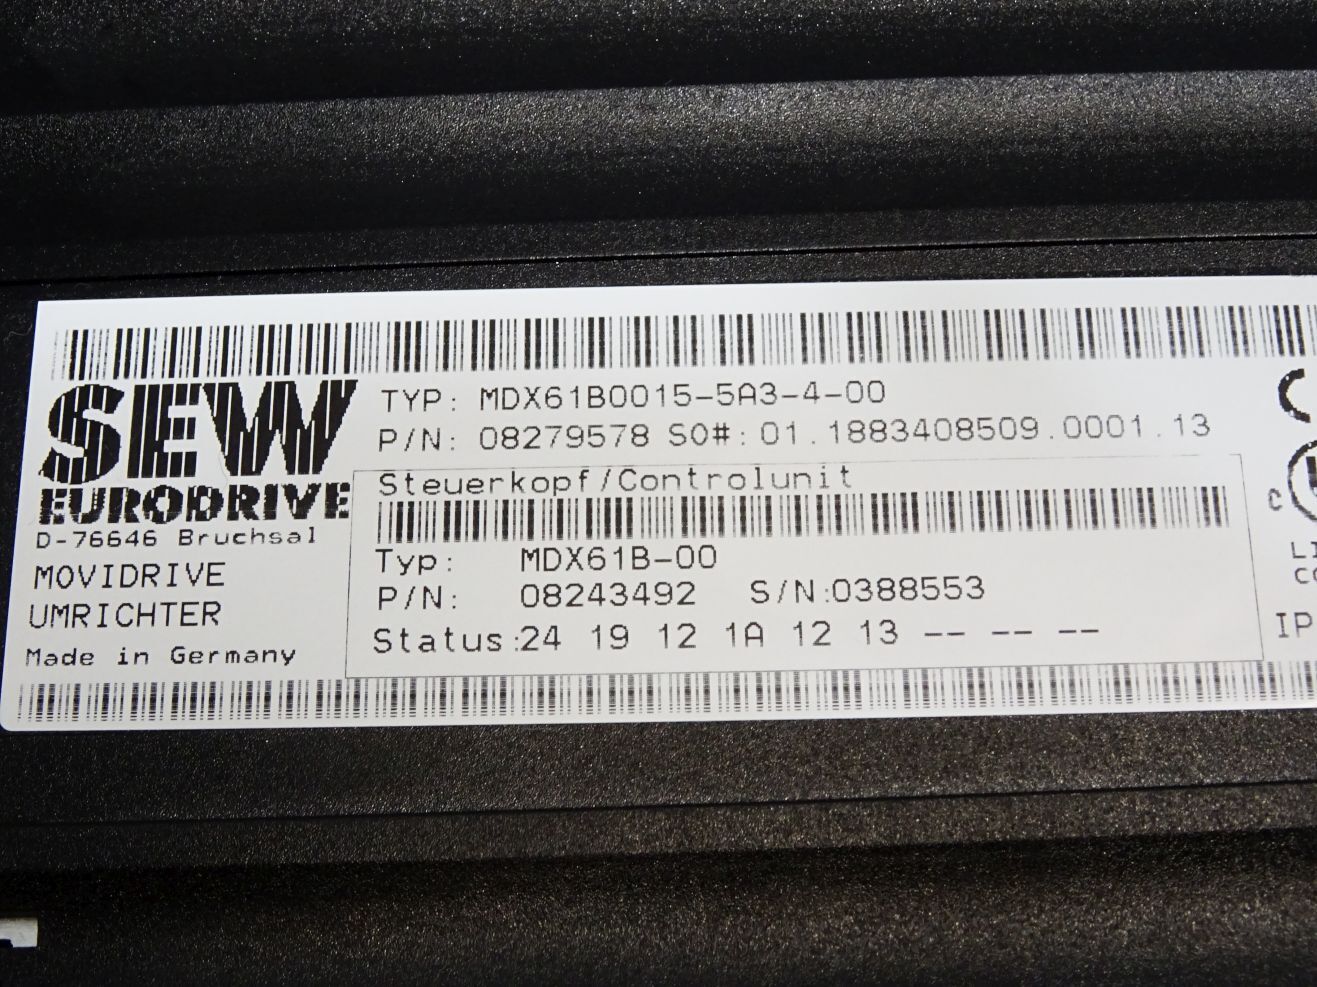 SEW
EURODRIVE
D-76646 Bruchsal
MOVIDRIVE
UMRICHTER
Made in Germany
TYP: MDX61B0015-5A3-4-00
P/N: 08279578 SO#: 01.1883408509.0001.13
Steuerkopf/Controlunit
Typ: MDX61B-00
P/N: 08243492 S/N:0388553
Status:24 19 12 1A 12 13 -- -- --
C
IP